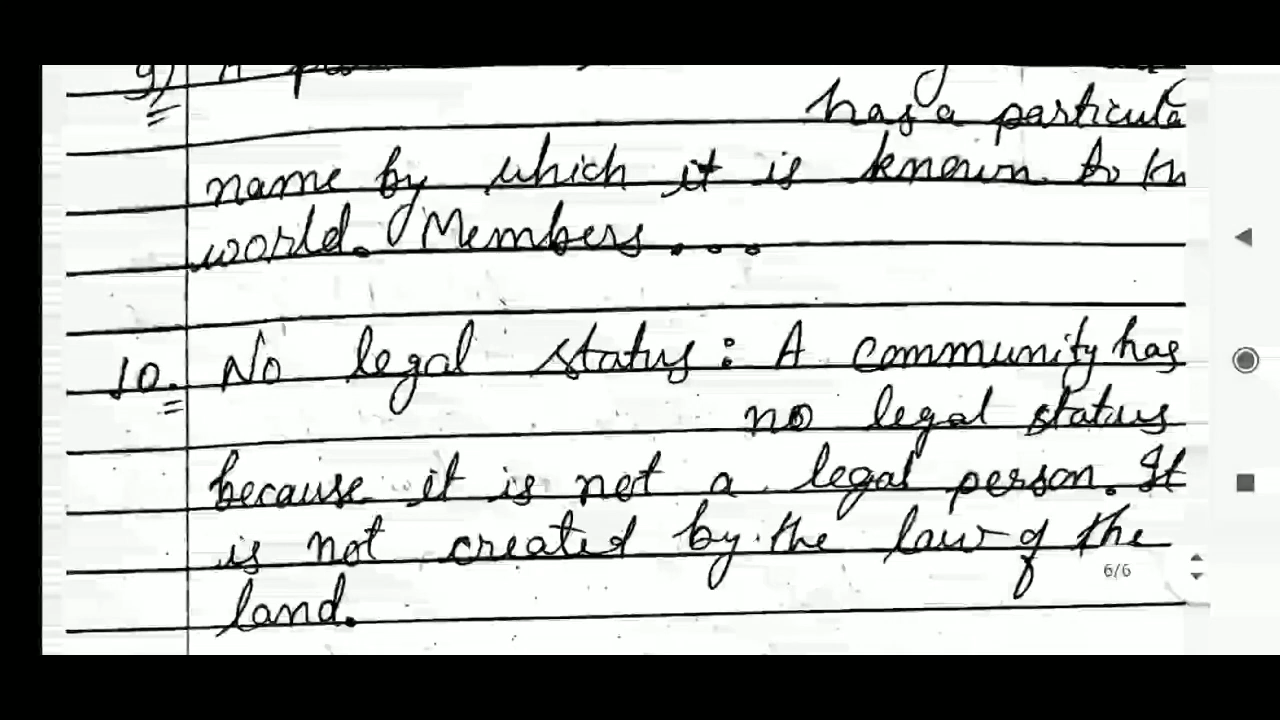 9) A
has a particula
name by which it is known to th
world. Members...
10. No legal status: A community has
no legal status
because it is not a legal person. It
is not created by the law of the
6/6
land.